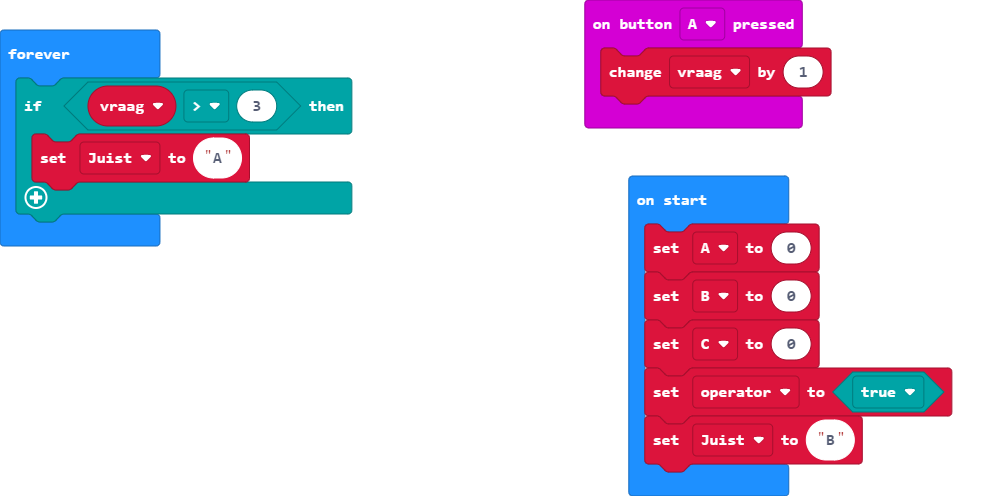 forever
if vraag > 3 then
set Juist to "A"
on button A pressed
change vraag by 1
on start
set A to 0
set B to 0
set C to 0
set operator to true
set Juist to "B"